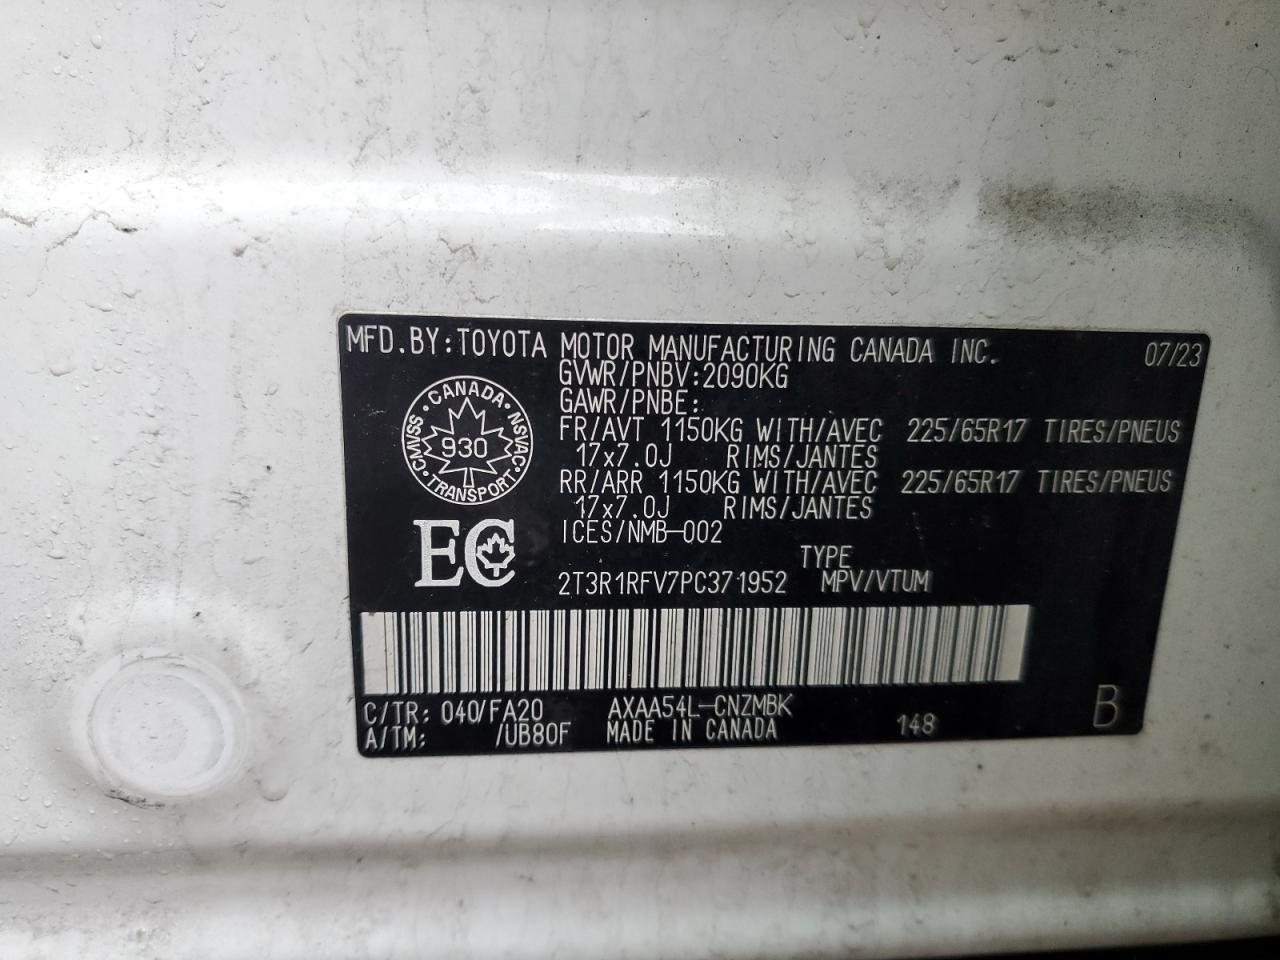 MFD.BY:TOYOTA MOTOR MANUFACTURING CANADA INC. 07/23
GVWR/PNBV:2090KG
GAWR/PNBE:
FR/AVT 1150KG WITH/AVEC 225/65R17 TIRES/PNEUS
17x7.0J RIMS/JANTES
RR/ARR 1150KG WITH/AVEC 225/65R17 TIRES/PNEUS
17x7.0J RIMS/JANTES
ICES/NMB-002
CANADA
CMVSS 930 NSVAC
TRANSPORT
EC
TYPE
2T3R1RFV7PC371952 MPV/VTUM
C/TR: 040/FA20 AXAA54L-CNZMBK
A/TM: /UB80F MADE IN CANADA 148 B